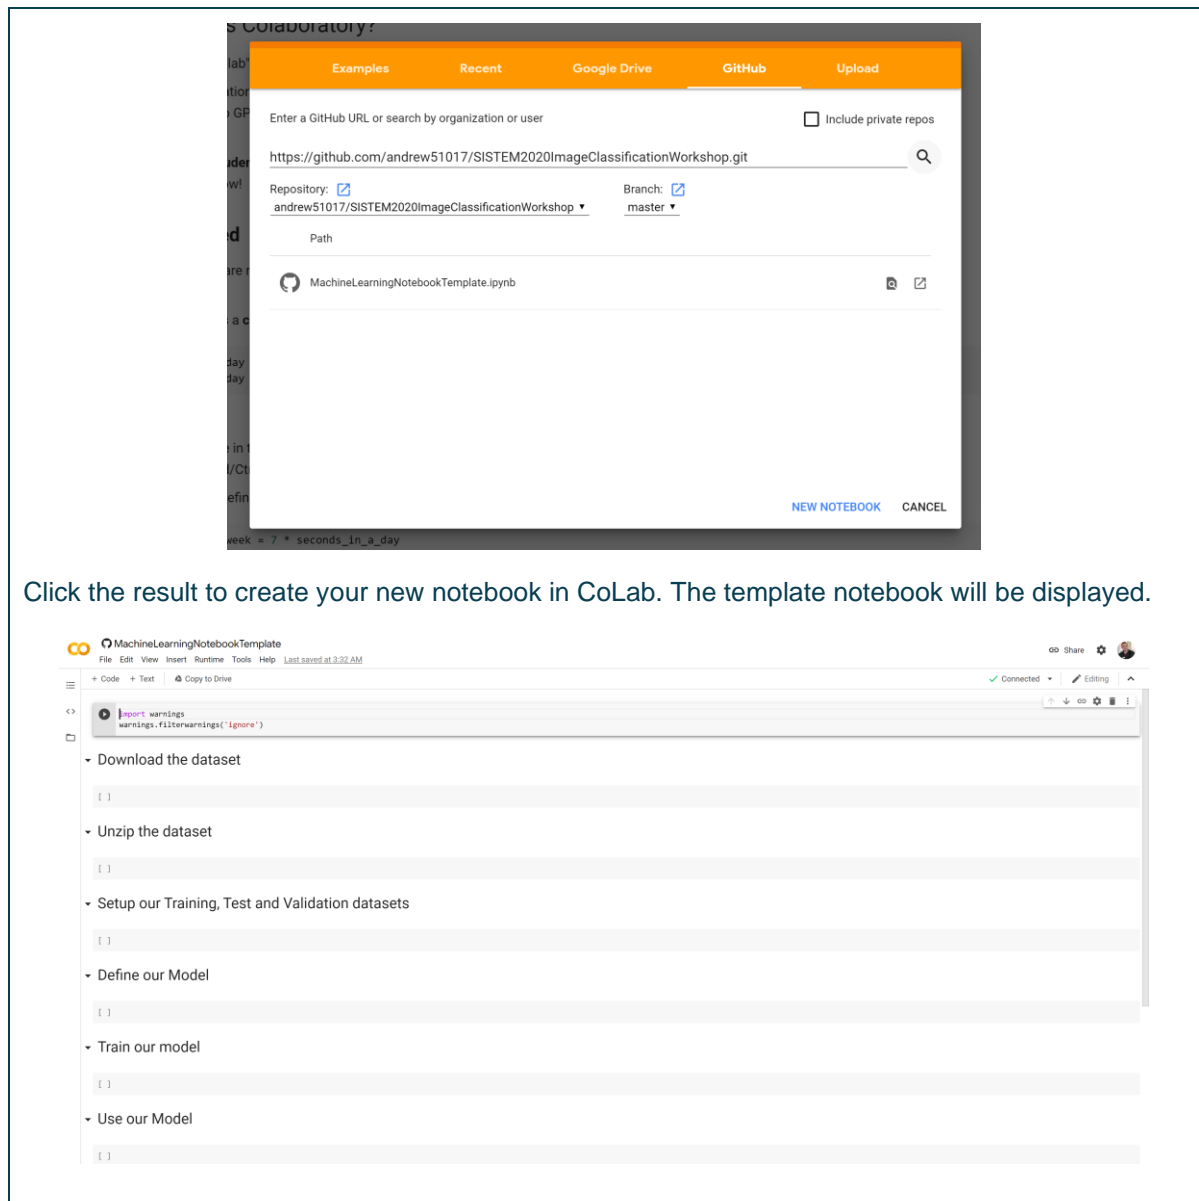 s Colaboratory?
lab"
Examples Recent Google Drive GitHub Upload
Enter a GitHub URL or search by organization or user
Include private repos
https://github.com/andrew51017/SISTEM2020ImageClassificationWorkshop.git
Repository:
Branch:
andrew51017/SISTEM2020ImageClassificationWorkshop
master
Path
MachineLearningNotebookTemplate.ipynb
NEW NOTEBOOK CANCEL
week = 7 * seconds_in_a_day
Click the result to create your new notebook in CoLab. The template notebook will be displayed.
MachineLearningNotebookTemplate
File Edit View Insert Runtime Tools Help Last saved at 3:32 AM
Share
+ Code + Text Copy to Drive
Connected Editing
import warnings
warnings.filterwarnings('ignore')
Download the dataset
[ ]
Unzip the dataset
[ ]
Setup our Training, Test and Validation datasets
[ ]
Define our Model
[ ]
Train our model
[ ]
Use our Model
[ ]